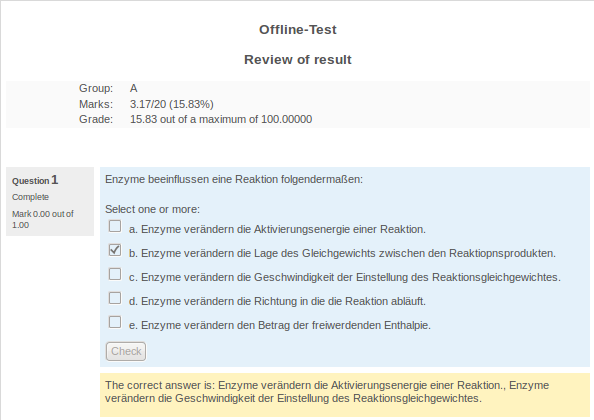 Offline-Test
Review of result
Group: A
Marks: 3.17/20 (15.83%)
Grade: 15.83 out of a maximum of 100.00000
Question 1
Complete
Mark 0.00 out of
1.00
Enzyme beeinflussen eine Reaktion folgendermaßen:
Select one or more:
a. Enzyme verändern die Aktivierungsenergie einer Reaktion.
b. Enzyme verändern die Lage des Gleichgewichts zwischen den Reaktiopnsprodukten.
c. Enzyme verändern die Geschwindigkeit der Einstellung des Reaktionsgleichgewichtes.
d. Enzyme verändern die Richtung in die die Reaktion abläuft.
e. Enzyme verändern den Betrag der freiwerdenden Enthalpie.
Check
The correct answer is: Enzyme verändern die Aktivierungsenergie einer Reaktion., Enzyme
verändern die Geschwindigkeit der Einstellung des Reaktionsgleichgewichtes.